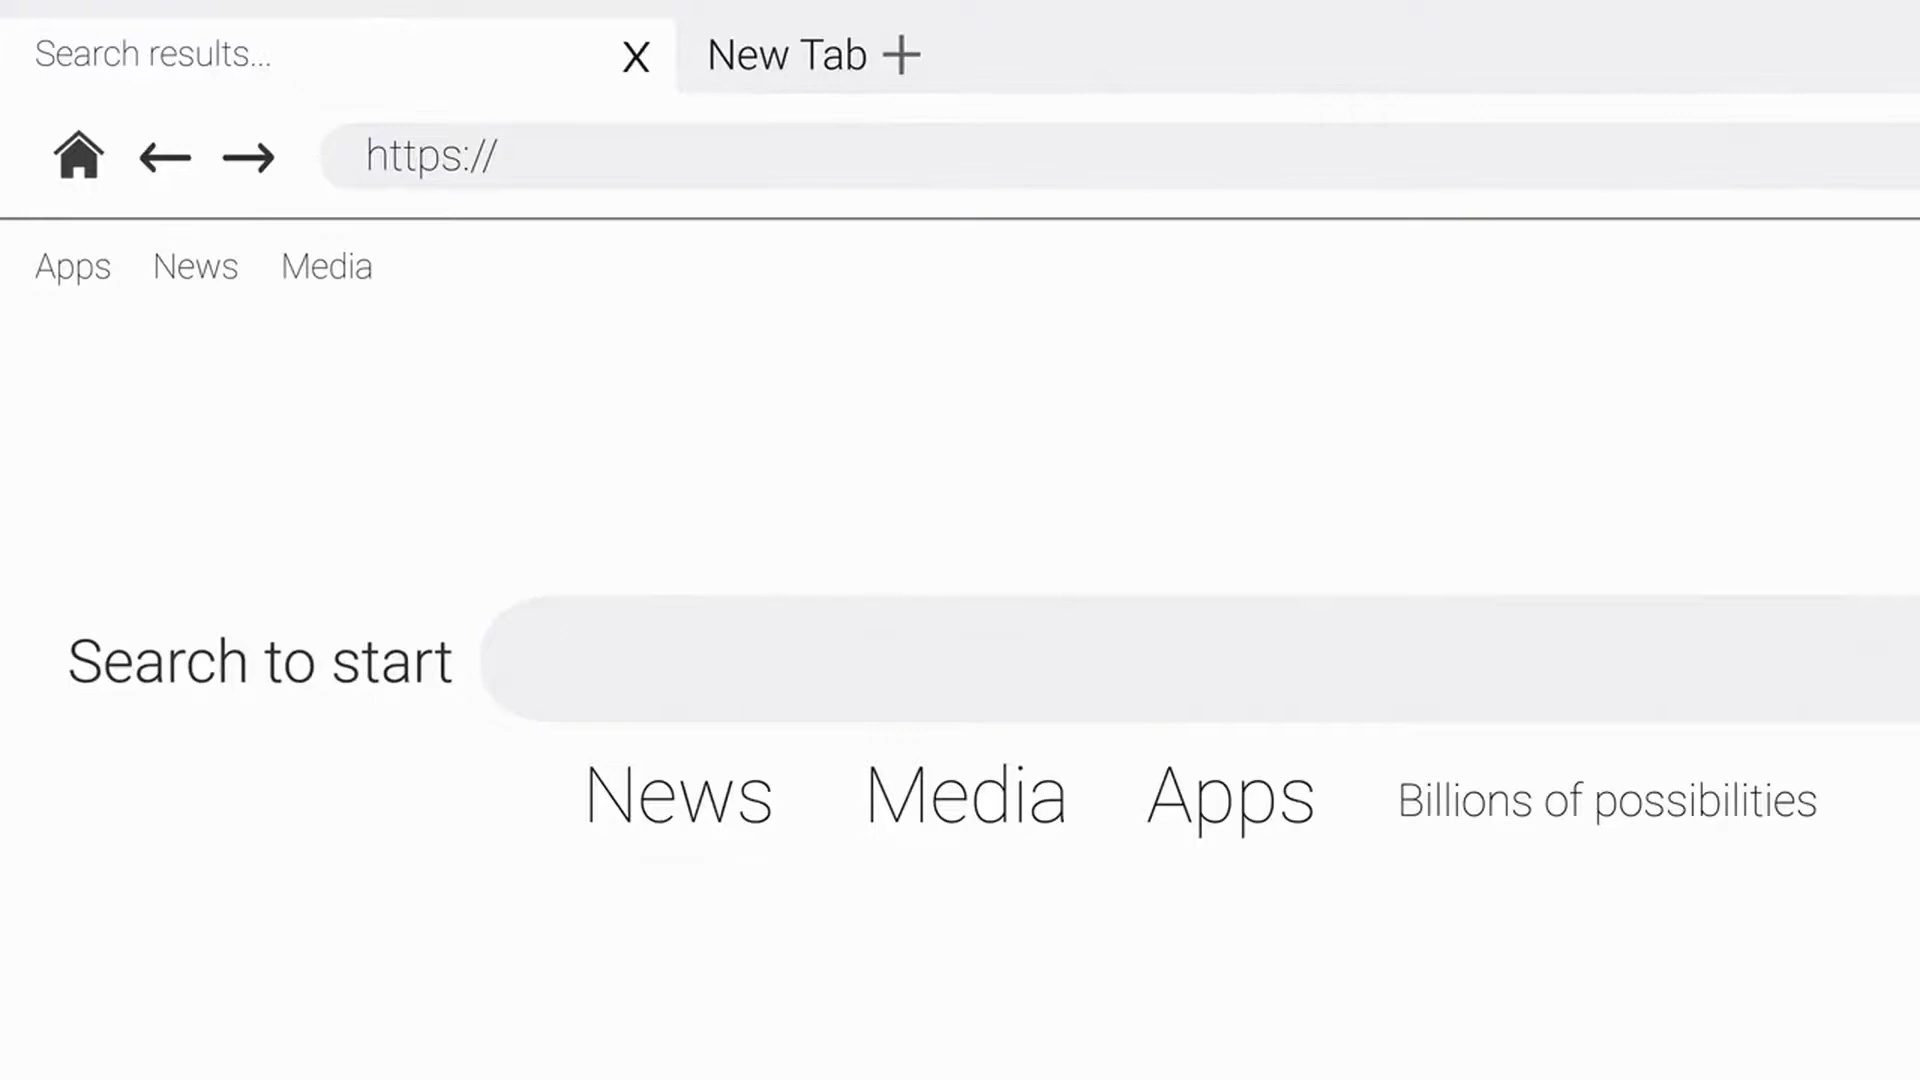 Search results... X New Tab +
https://
Apps News Media
Search to start
News Media Apps Billions of possibilities